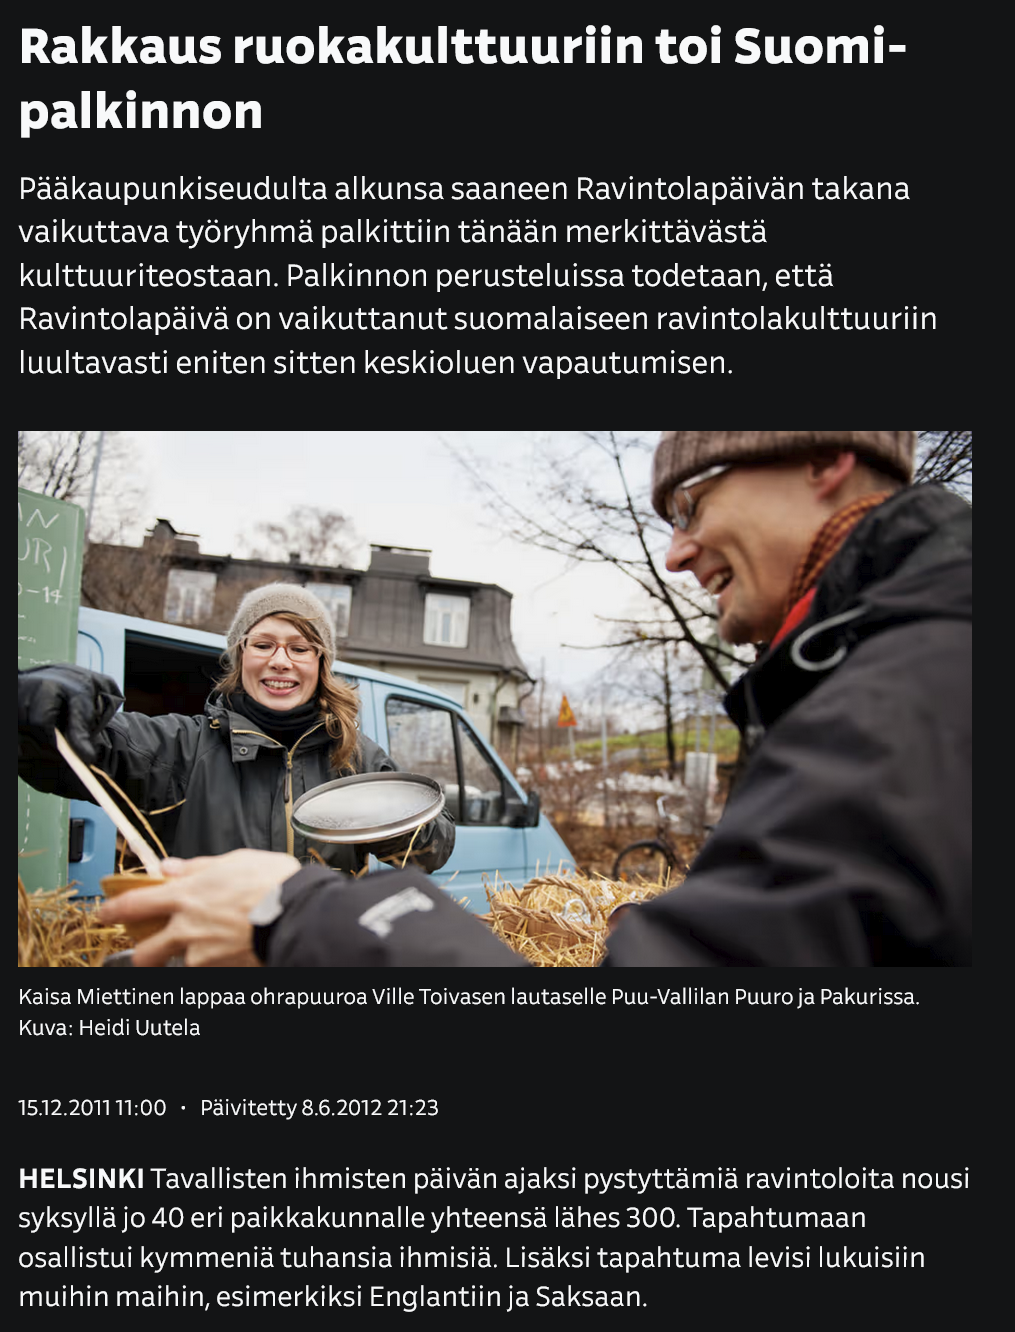 Rakkaus ruokakulttuuriin toi Suomi-
palkinnon
Pääkaupunkiseudulta alkunsa saaneen Ravintolapäivän takana
vaikuttava työryhmä palkittiin tänään merkittävästä
kulttuuriteostaan. Palkinnon perusteluissa todetaan, että
Ravintolapäivä on vaikuttanut suomalaiseen ravintolakulttuuriin
luultavasti eniten sitten keskioluen vapautumisen.
-14
Kaisa Miettinen lappaa ohrapuuroa Ville Toivasen lautaselle Puu-Vallilan Puuro ja Pakurissa.
Kuva: Heidi Uutela
15.12.2011 11:00 • Päivitetty 8.6.2012 21:23
HELSINKI Tavallisten ihmisten päivän ajaksi pystyttämiä ravintoloita nousi
syksyllä jo 40 eri paikkakunnalle yhteensä lähes 300. Tapahtumaan
osallistui kymmeniä tuhansia ihmisiä. Lisäksi tapahtuma levisi lukuisiin
muihin maihin, esimerkiksi Englantiin ja Saksaan.